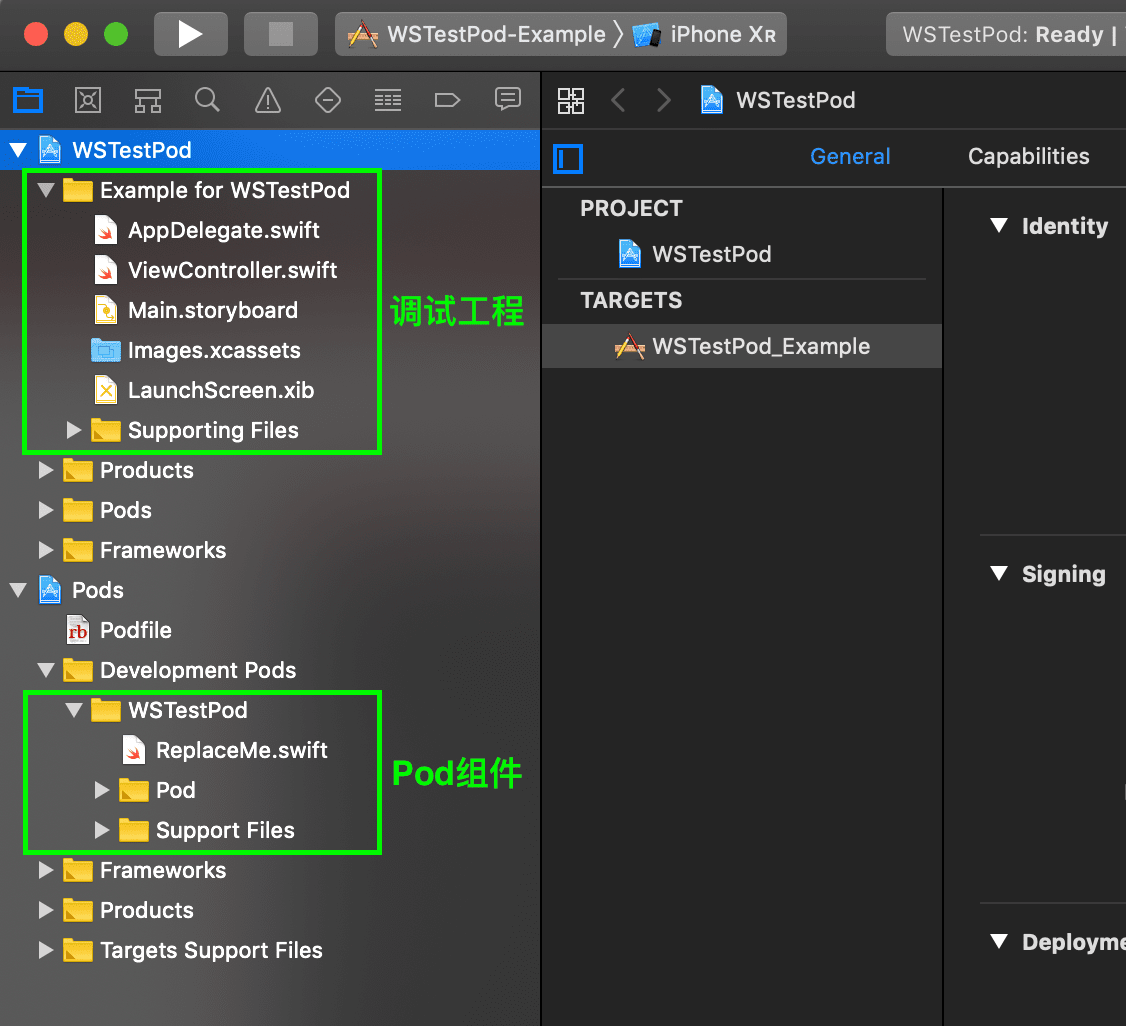 WSTestPod-Example
iPhone Xʀ
WSTestPod: Ready |
WSTestPod
WSTestPod
General
Capabilities
Example for WSTestPod
AppDelegate.swift
ViewController.swift
Main.storyboard
Images.xcassets
LaunchScreen.xib
Supporting Files
调试工程
Products
Pods
Frameworks
Pods
rb
Podfile
Development Pods
WSTestPod
ReplaceMe.swift
Pod
Support Files
Pod组件
Frameworks
Products
Targets Support Files
PROJECT
WSTestPod
TARGETS
WSTestPod_Example
Identity
Signing
Deployme